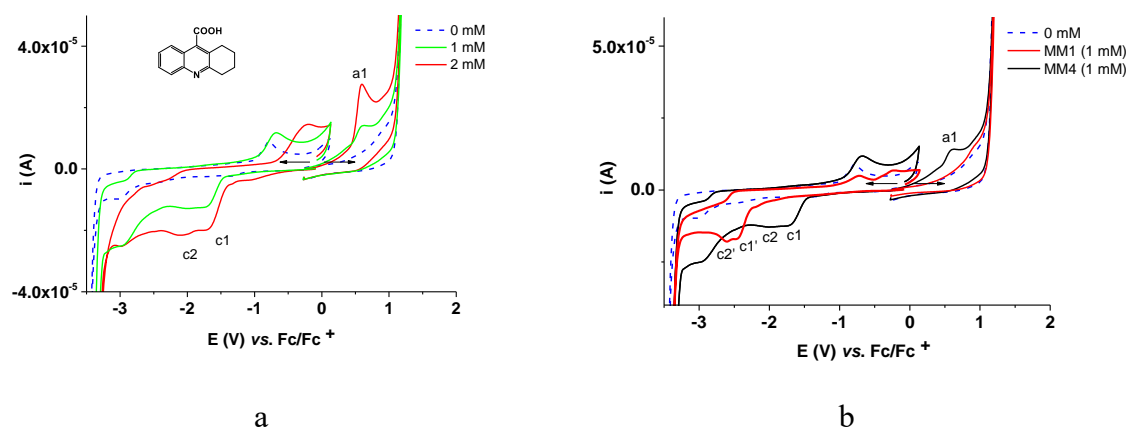 COOH
N
0 mM
1 mM
2 mM
a1
c2
c1
4.0x10⁻⁵
0.0
-4.0x10⁻⁵
i (A)
-3 -2 -1 0 1 2
E (V) vs. Fc/Fc⁺
a
0 mM
MM1 (1 mM)
MM4 (1 mM)
a1
c2' c1' c2 c1
5.0x10⁻⁵
0.0
i (A)
-3 -2 -1 0 1 2
E (V) vs. Fc/Fc⁺
b